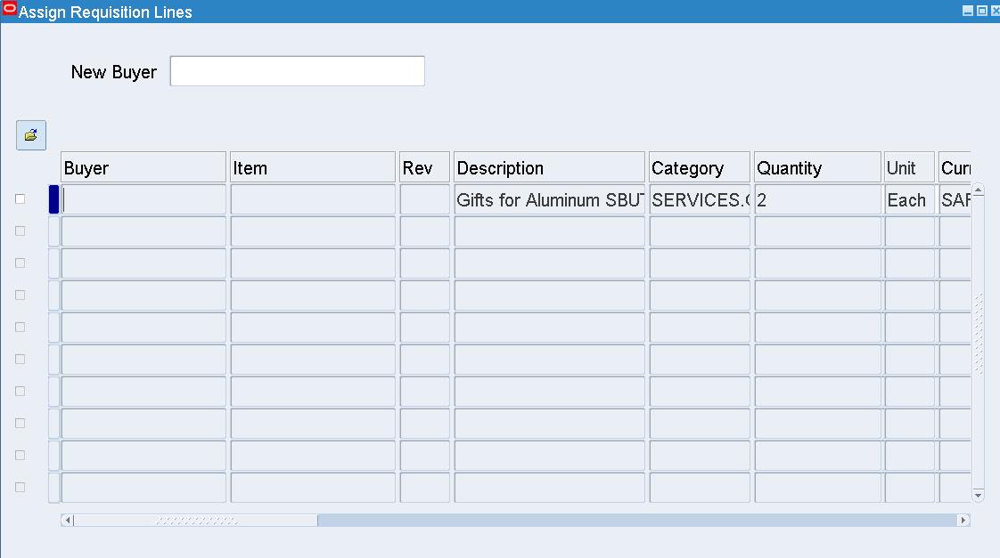 Assign Requisition Lines
New Buyer
Buyer Item Rev Description Category Quantity Unit Curr
Gifts for Aluminum SBUT SERVICES. 2 Each SAR